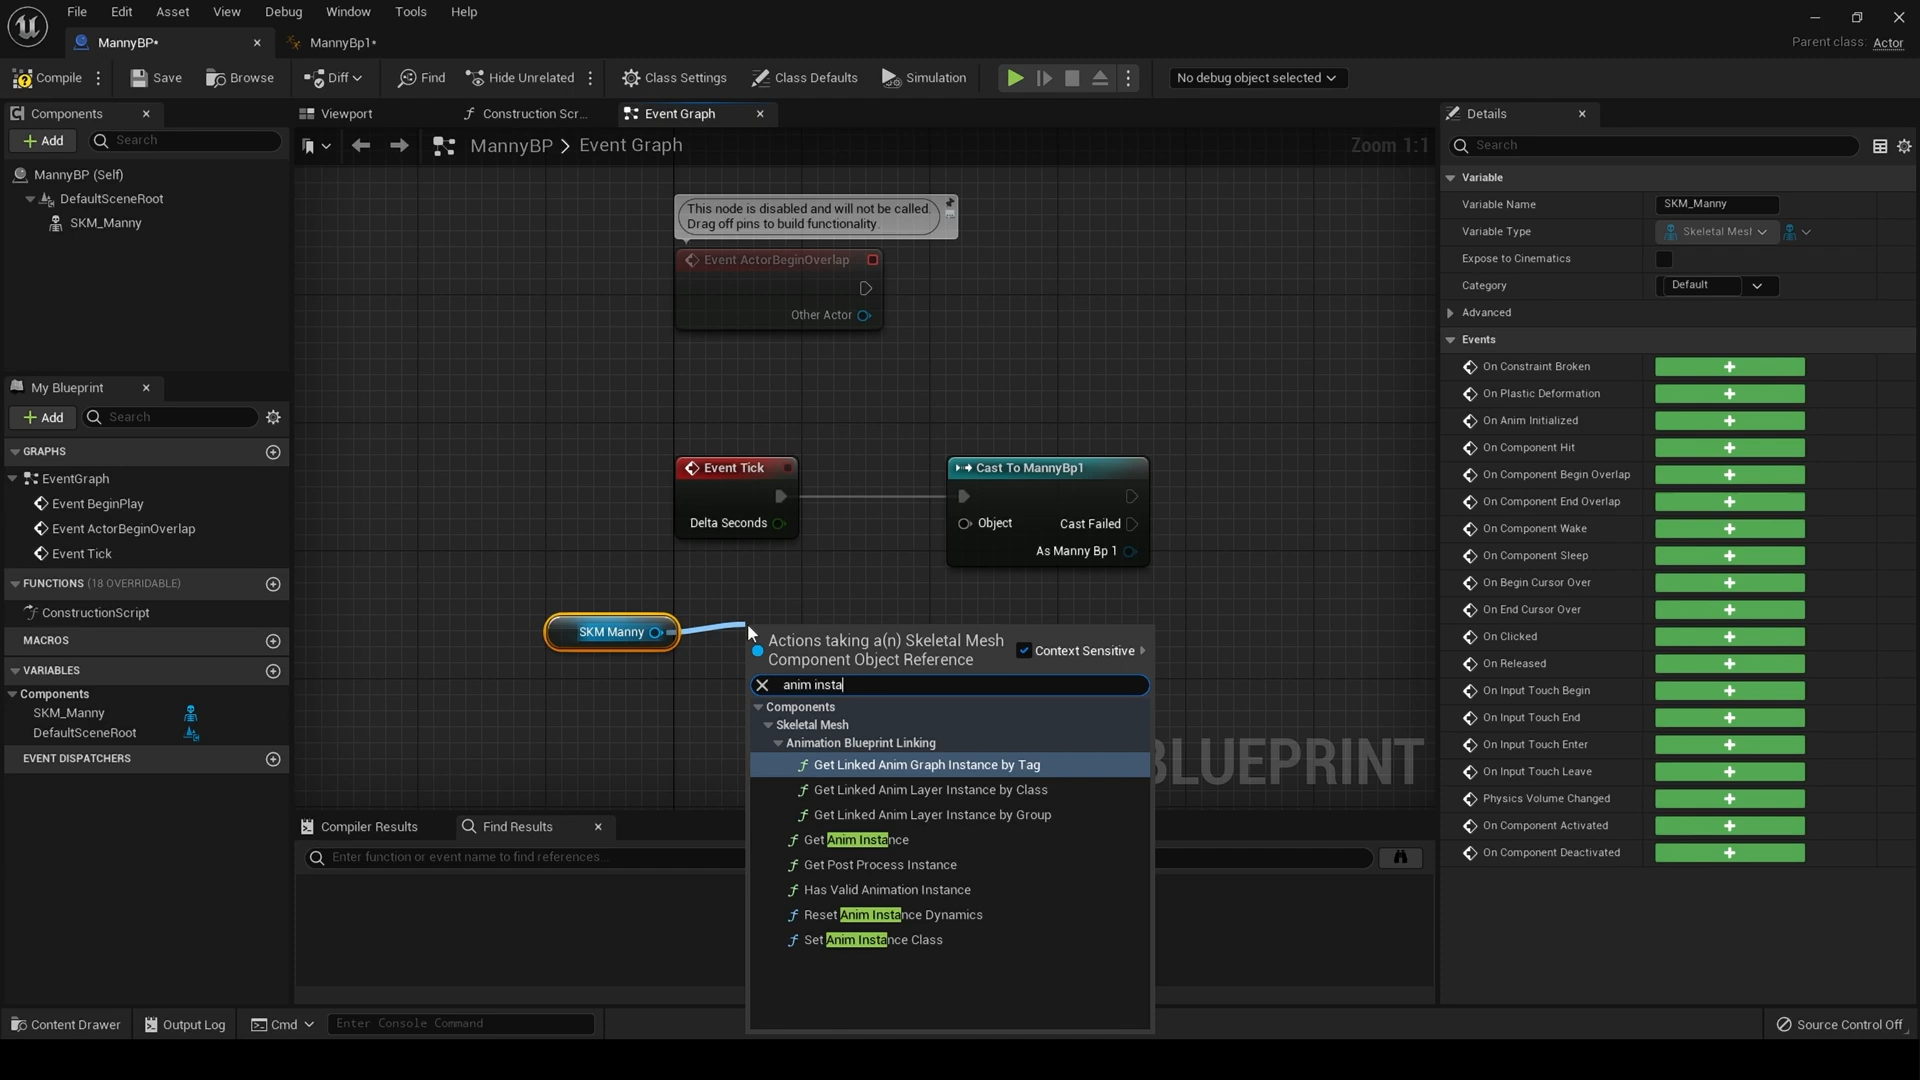 File Edit Asset View Debug Window Tools Help
MannyBP* MannyBp1*
Parent class: Actor
Compile Save Browse Diff Find Hide Unrelated Class Settings Class Defaults Simulation No debug object selected
Components
Add Search
MannyBP (Self)
DefaultSceneRoot
SKM_Manny
My Blueprint
Add Search
GRAPHS
EventGraph
Event BeginPlay
Event ActorBeginOverlap
Event Tick
FUNCTIONS (18 OVERRIDABLE)
ConstructionScript
MACROS
VARIABLES
Components
SKM_Manny
DefaultSceneRoot
EVENT DISPATCHERS
Viewport Construction Scr... Event Graph
MannyBP > Event Graph Zoom 1:1
This node is disabled and will not be called.
Drag off pins to build functionality.
Event ActorBeginOverlap
Other Actor
Event Tick
Delta Seconds
Cast To MannyBp1
Object Cast Failed
As Manny Bp 1
SKM Manny
Actions taking a(n) Skeletal Mesh
Component Object Reference
Context Sensitive
anim insta
Components
Skeletal Mesh
Animation Blueprint Linking
Get Linked Anim Graph Instance by Tag
Get Linked Anim Layer Instance by Class
Get Linked Anim Layer Instance by Group
Get Anim Instance
Get Post Process Instance
Has Valid Animation Instance
Reset Anim Instance Dynamics
Set Anim Instance Class
BLUEPRINT
Compiler Results Find Results
Enter function or event name to find references...
Details
Search
Variable
Variable Name SKM_Manny
Variable Type Skeletal Mesh
Expose to Cinematics
Category Default
Advanced
Events
On Constraint Broken
On Plastic Deformation
On Anim Initialized
On Component Hit
On Component Begin Overlap
On Component End Overlap
On Component Wake
On Component Sleep
On Begin Cursor Over
On End Cursor Over
On Clicked
On Released
On Input Touch Begin
On Input Touch End
On Input Touch Enter
On Input Touch Leave
Physics Volume Changed
On Component Activated
On Component Deactivated
Content Drawer Output Log Cmd Enter Console Command Source Control Off